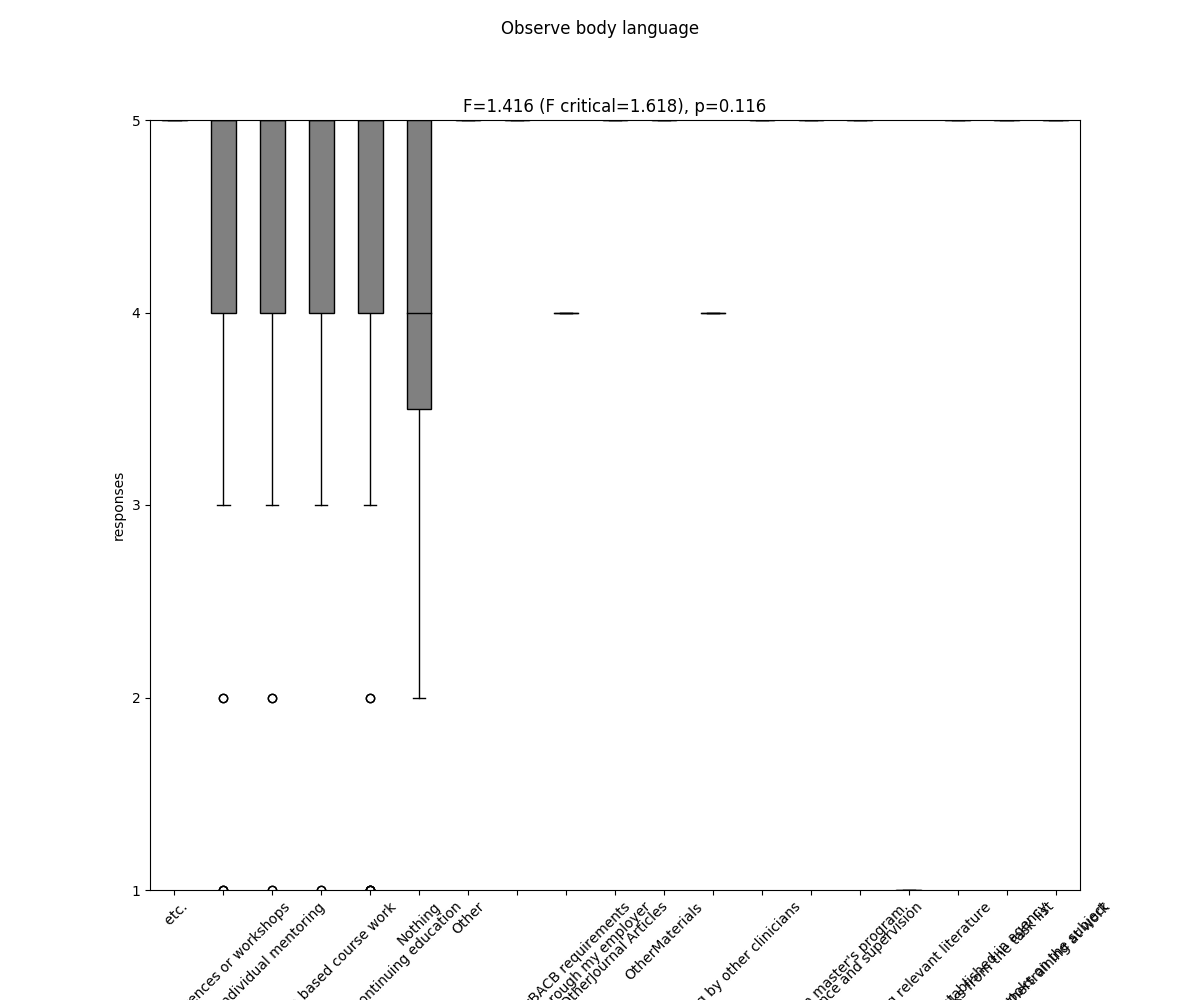 Observe body language
F=1.416 (F critical=1.618), p=0.116
responses
5
4
3
2
1
etc.
ences or workshops
ndividual mentoring
based course work
Nothing
ontinuing education
Other
BACB requirements
rough my employer
Journal Articles
OtherMaterials
g by other clinicians
master's program.
nce and supervision
g relevant literature